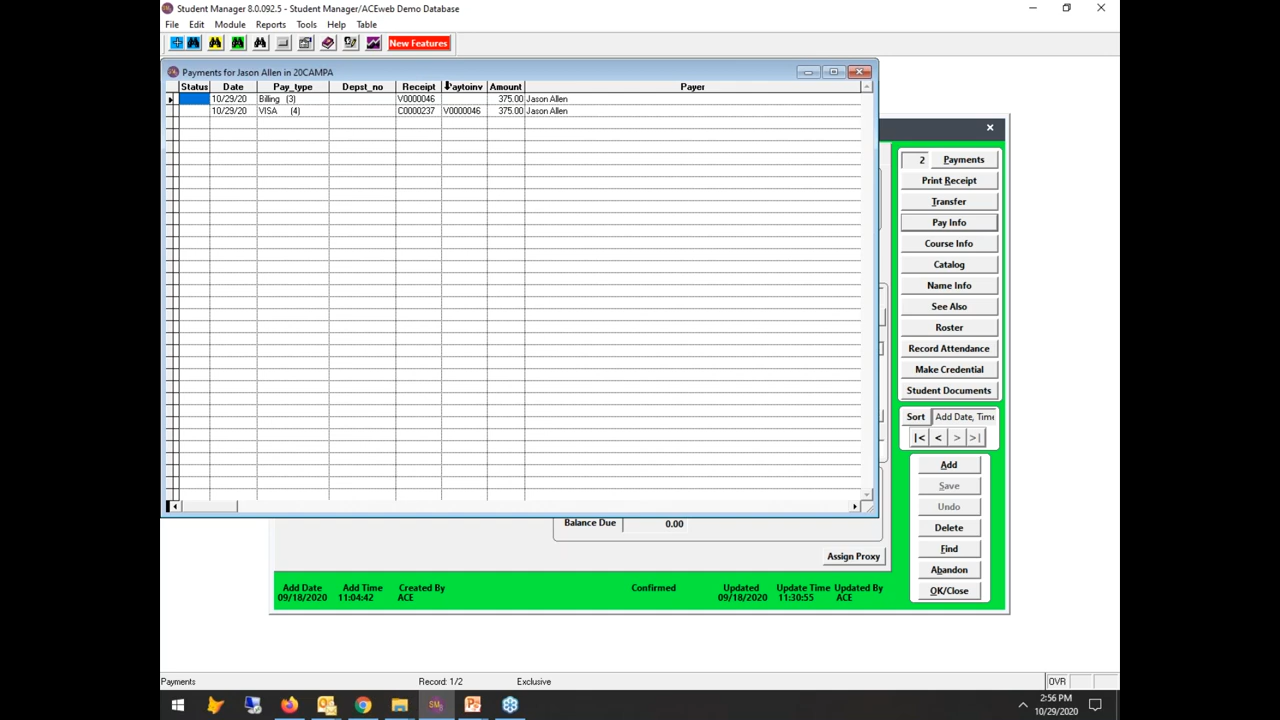 Student Manager 8.0.092.5 - Student Manager/ACEweb Demo Database
File Edit Module Reports Tools Help Table
New Features
Payments for Jason Allen in 20CAMPA
Status Date Pay_type Depst_no Receipt Paytoinv Amount Payer
10/29/20 Billing (3) V0000046 375.00 Jason Allen
10/29/20 VISA (4) C0000237 V0000046 375.00 Jason Allen
2 Payments
Print Receipt
Transfer
Pay Info
Course Info
Catalog
Name Info
See Also
Roster
Record Attendance
Make Credential
Student Documents
Sort Add Date, Time
|< < > >|
Add
Save
Undo
Delete
Find
Abandon
OK/Close
Balance Due 0.00
Assign Proxy
Add Date Add Time Created By Confirmed Updated Update Time Updated By
09/18/2020 11:04:42 ACE 09/18/2020 11:30:55 ACE
Payments Record: 1/2 Exclusive OVR
SM
2:56 PM
10/29/2020